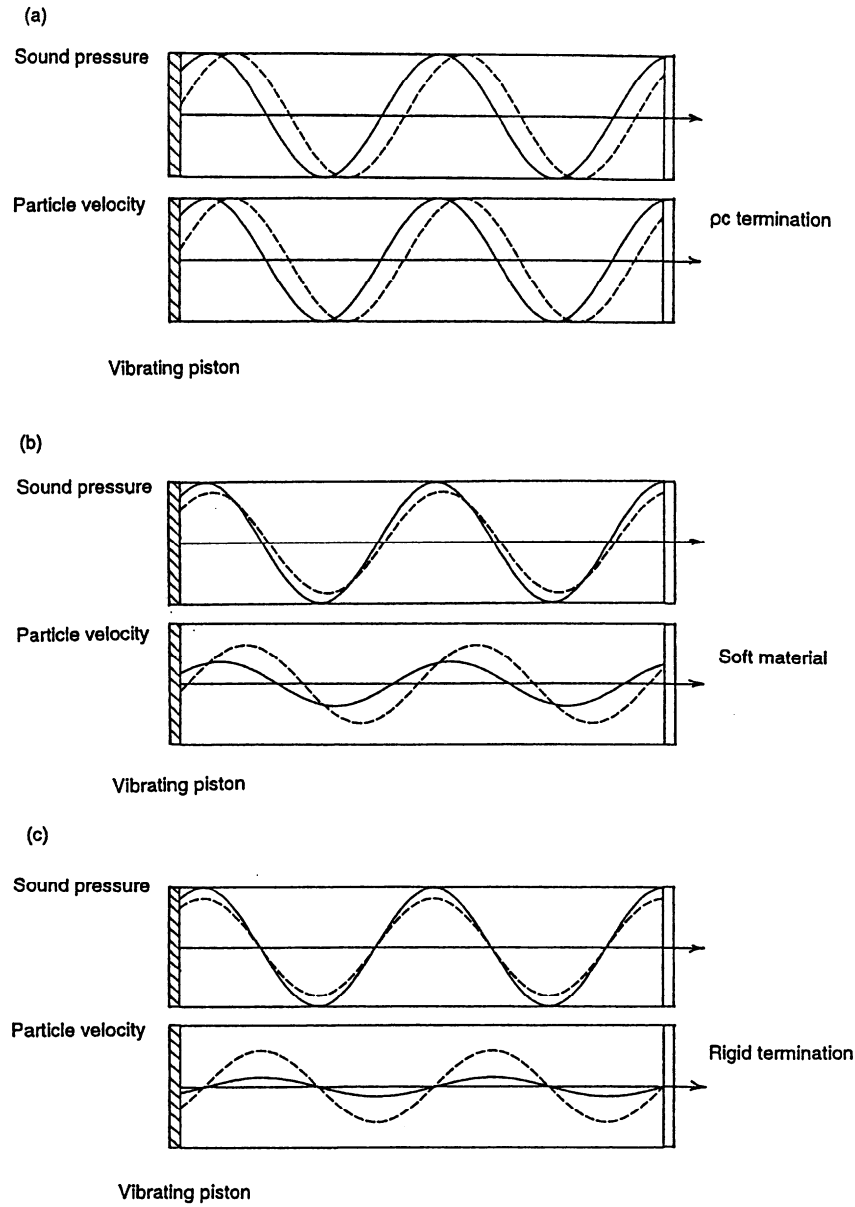 (a)
Sound pressure
Particle velocity
ρc termination
Vibrating piston
(b)
Sound pressure
Particle velocity
Soft material
Vibrating piston
(c)
Sound pressure
Particle velocity
Rigid termination
Vibrating piston